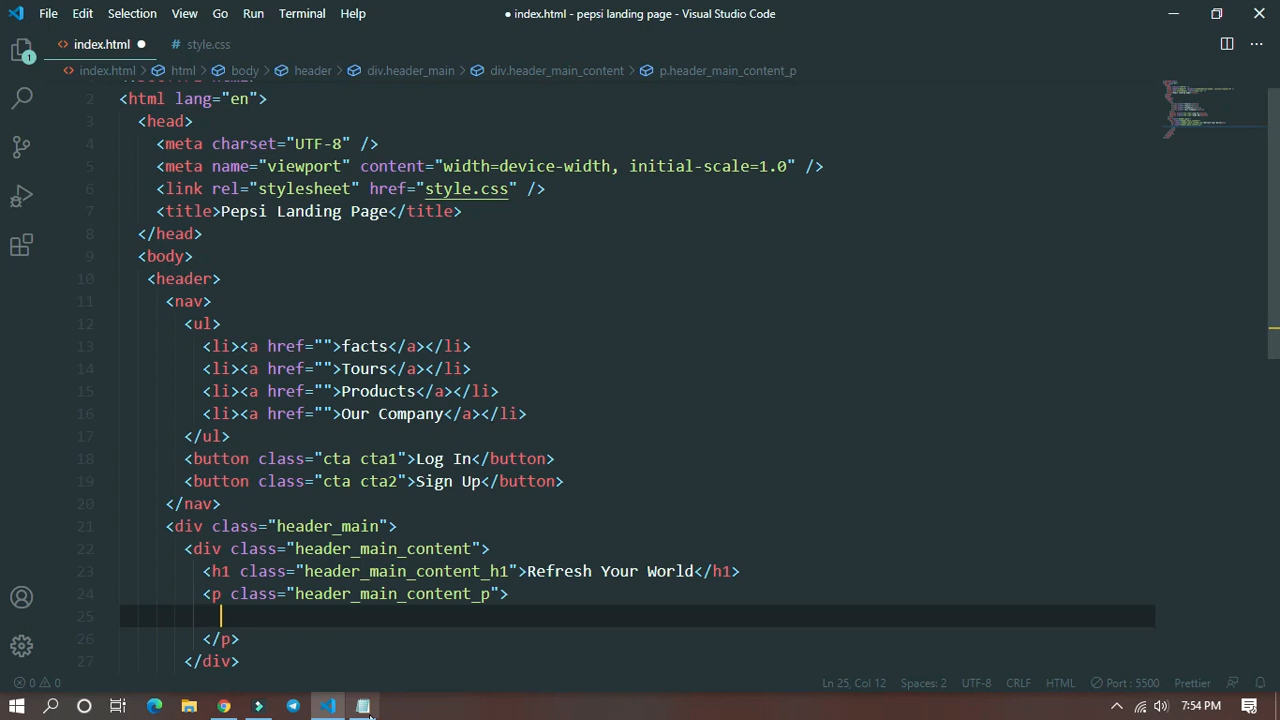 File Edit Selection View Go Run Terminal Help
● index.html - pepsi landing page - Visual Studio Code
index.html ●
style.css
index.html > html > body > header > div.header_main > div.header_main_content > p.header_main_content_p
2 <html lang="en">
3 <head>
4 <meta charset="UTF-8" />
5 <meta name="viewport" content="width=device-width, initial-scale=1.0" />
6 <link rel="stylesheet" href="style.css" />
7 <title>Pepsi Landing Page</title>
8 </head>
9 <body>
10 <header>
11 <nav>
12 <ul>
13 <li><a href="">facts</a></li>
14 <li><a href="">Tours</a></li>
15 <li><a href="">Products</a></li>
16 <li><a href="">Our Company</a></li>
17 </ul>
18 <button class="cta cta1">Log In</button>
19 <button class="cta cta2">Sign Up</button>
20 </nav>
21 <div class="header_main">
22 <div class="header_main_content">
23 <h1 class="header_main_content_h1">Refresh Your World</h1>
24 <p class="header_main_content_p">
25
26 </p>
27 </div>
1
0 0
Ln 25, Col 12 Spaces: 2 UTF-8 CRLF HTML Port : 5500 Prettier
7:54 PM